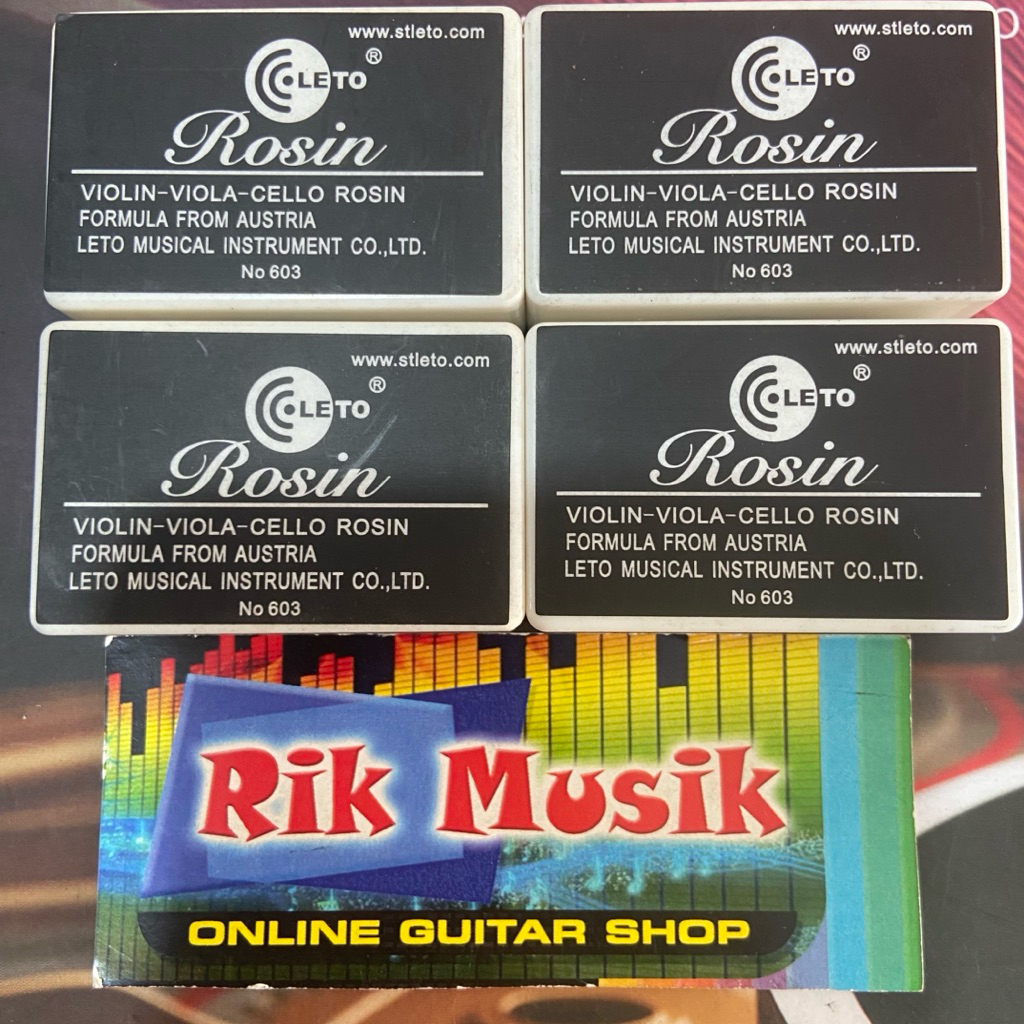 www.stleto.com
LETO®
Rosin
VIOLIN-VIOLA-CELLO ROSIN
FORMULA FROM AUSTRIA
LETO MUSICAL INSTRUMENT CO.,LTD.
No 603
www.stleto.com
LETO®
Rosin
VIOLIN-VIOLA-CELLO ROSIN
FORMULA FROM AUSTRIA
LETO MUSICAL INSTRUMENT CO.,LTD.
No 603
www.stleto.com
LETO®
Rosin
VIOLIN-VIOLA-CELLO ROSIN
FORMULA FROM AUSTRIA
LETO MUSICAL INSTRUMENT CO.,LTD.
No 603
www.stleto.com
LETO®
Rosin
VIOLIN-VIOLA-CELLO ROSIN
FORMULA FROM AUSTRIA
LETO MUSICAL INSTRUMENT CO.,LTD.
No 603
Rik Musik
ONLINE GUITAR SHOP